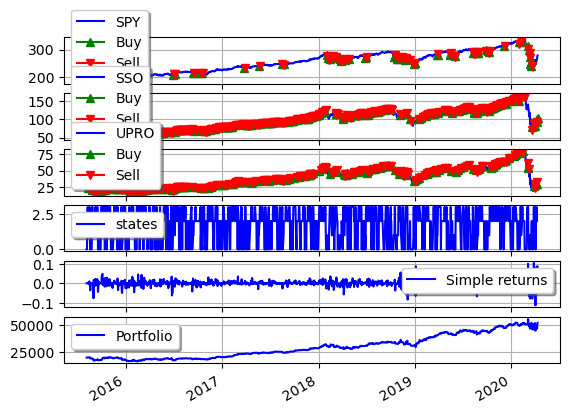 SPY
Buy
Sell
300
200
SSO
Buy
Sell
150
100
50
UPRO
Buy
Sell
75
50
25
states
2.5
0.0
Simple returns
0.1
0.0
−0.1
Portfolio
50000
25000
2016 2017 2018 2019 2020